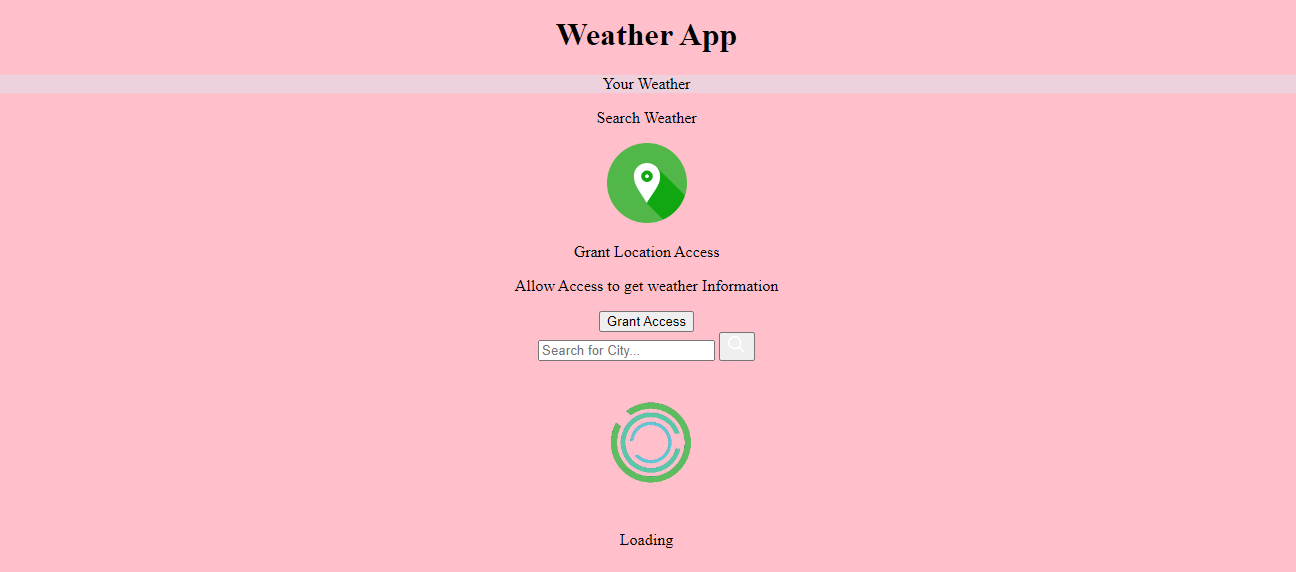 Weather App
Your Weather
Search Weather
Grant Location Access
Allow Access to get weather Information
Grant Access
Search for City...
Loading